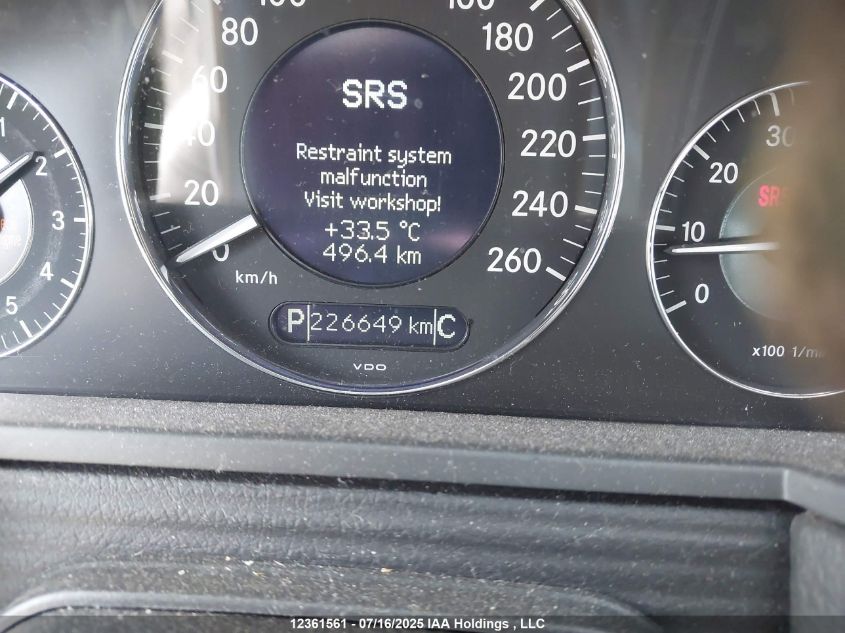 80
60
40
20
0
km/h
180
200
220
240
260
SRS
Restraint system
malfunction
Visit workshop!
+33.5 °C
496.4 km
P 226649 km C
VDO
1
2
3
4
5
30
20
10
0
SRS
x100 1/m
12361561 - 07/16/2025 IAA Holdings , LLC